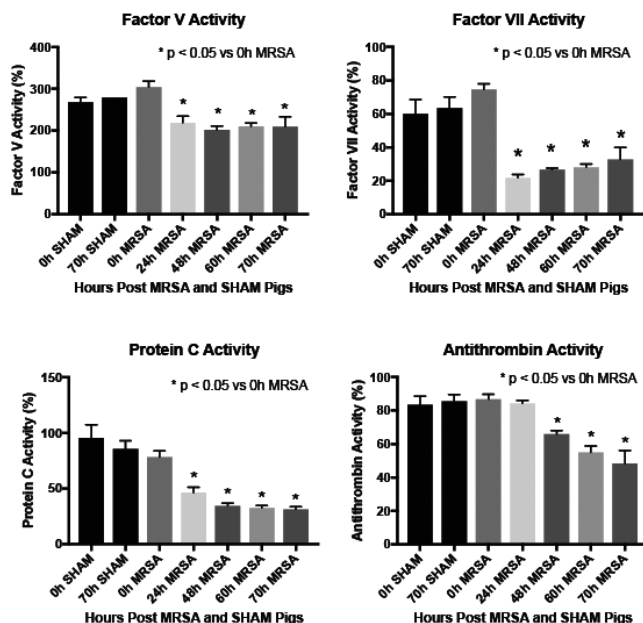 Factor V Activity
* p < 0.05 vs 0h MRSA
Factor V Activity (%)
400
300
200
100
0
* * * *
0h SHAM
70h SHAM
0h MRSA
24h MRSA
48h MRSA
60h MRSA
70h MRSA
Hours Post MRSA and SHAM Pigs
Factor VII Activity
* p < 0.05 vs 0h MRSA
Factor VII Activity (%)
100
80
60
40
20
0
* * * *
0h SHAM
70h SHAM
0h MRSA
24h MRSA
48h MRSA
60h MRSA
70h MRSA
Hours Post MRSA and SHAM Pigs
Protein C Activity
* p < 0.05 vs 0h MRSA
Protein C Activity (%)
150
100
50
0
* * * *
0h SHAM
70h SHAM
0h MRSA
24h MRSA
48h MRSA
60h MRSA
70h MRSA
Hours Post MRSA and SHAM Pigs
Antithrombin Activity
* p < 0.05 vs 0h MRSA
Antithrombin Activity (%)
100
80
60
40
20
0
* * *
0h SHAM
70h SHAM
0h MRSA
24h MRSA
48h MRSA
60h MRSA
70h MRSA
Hours Post MRSA and SHAM Pigs